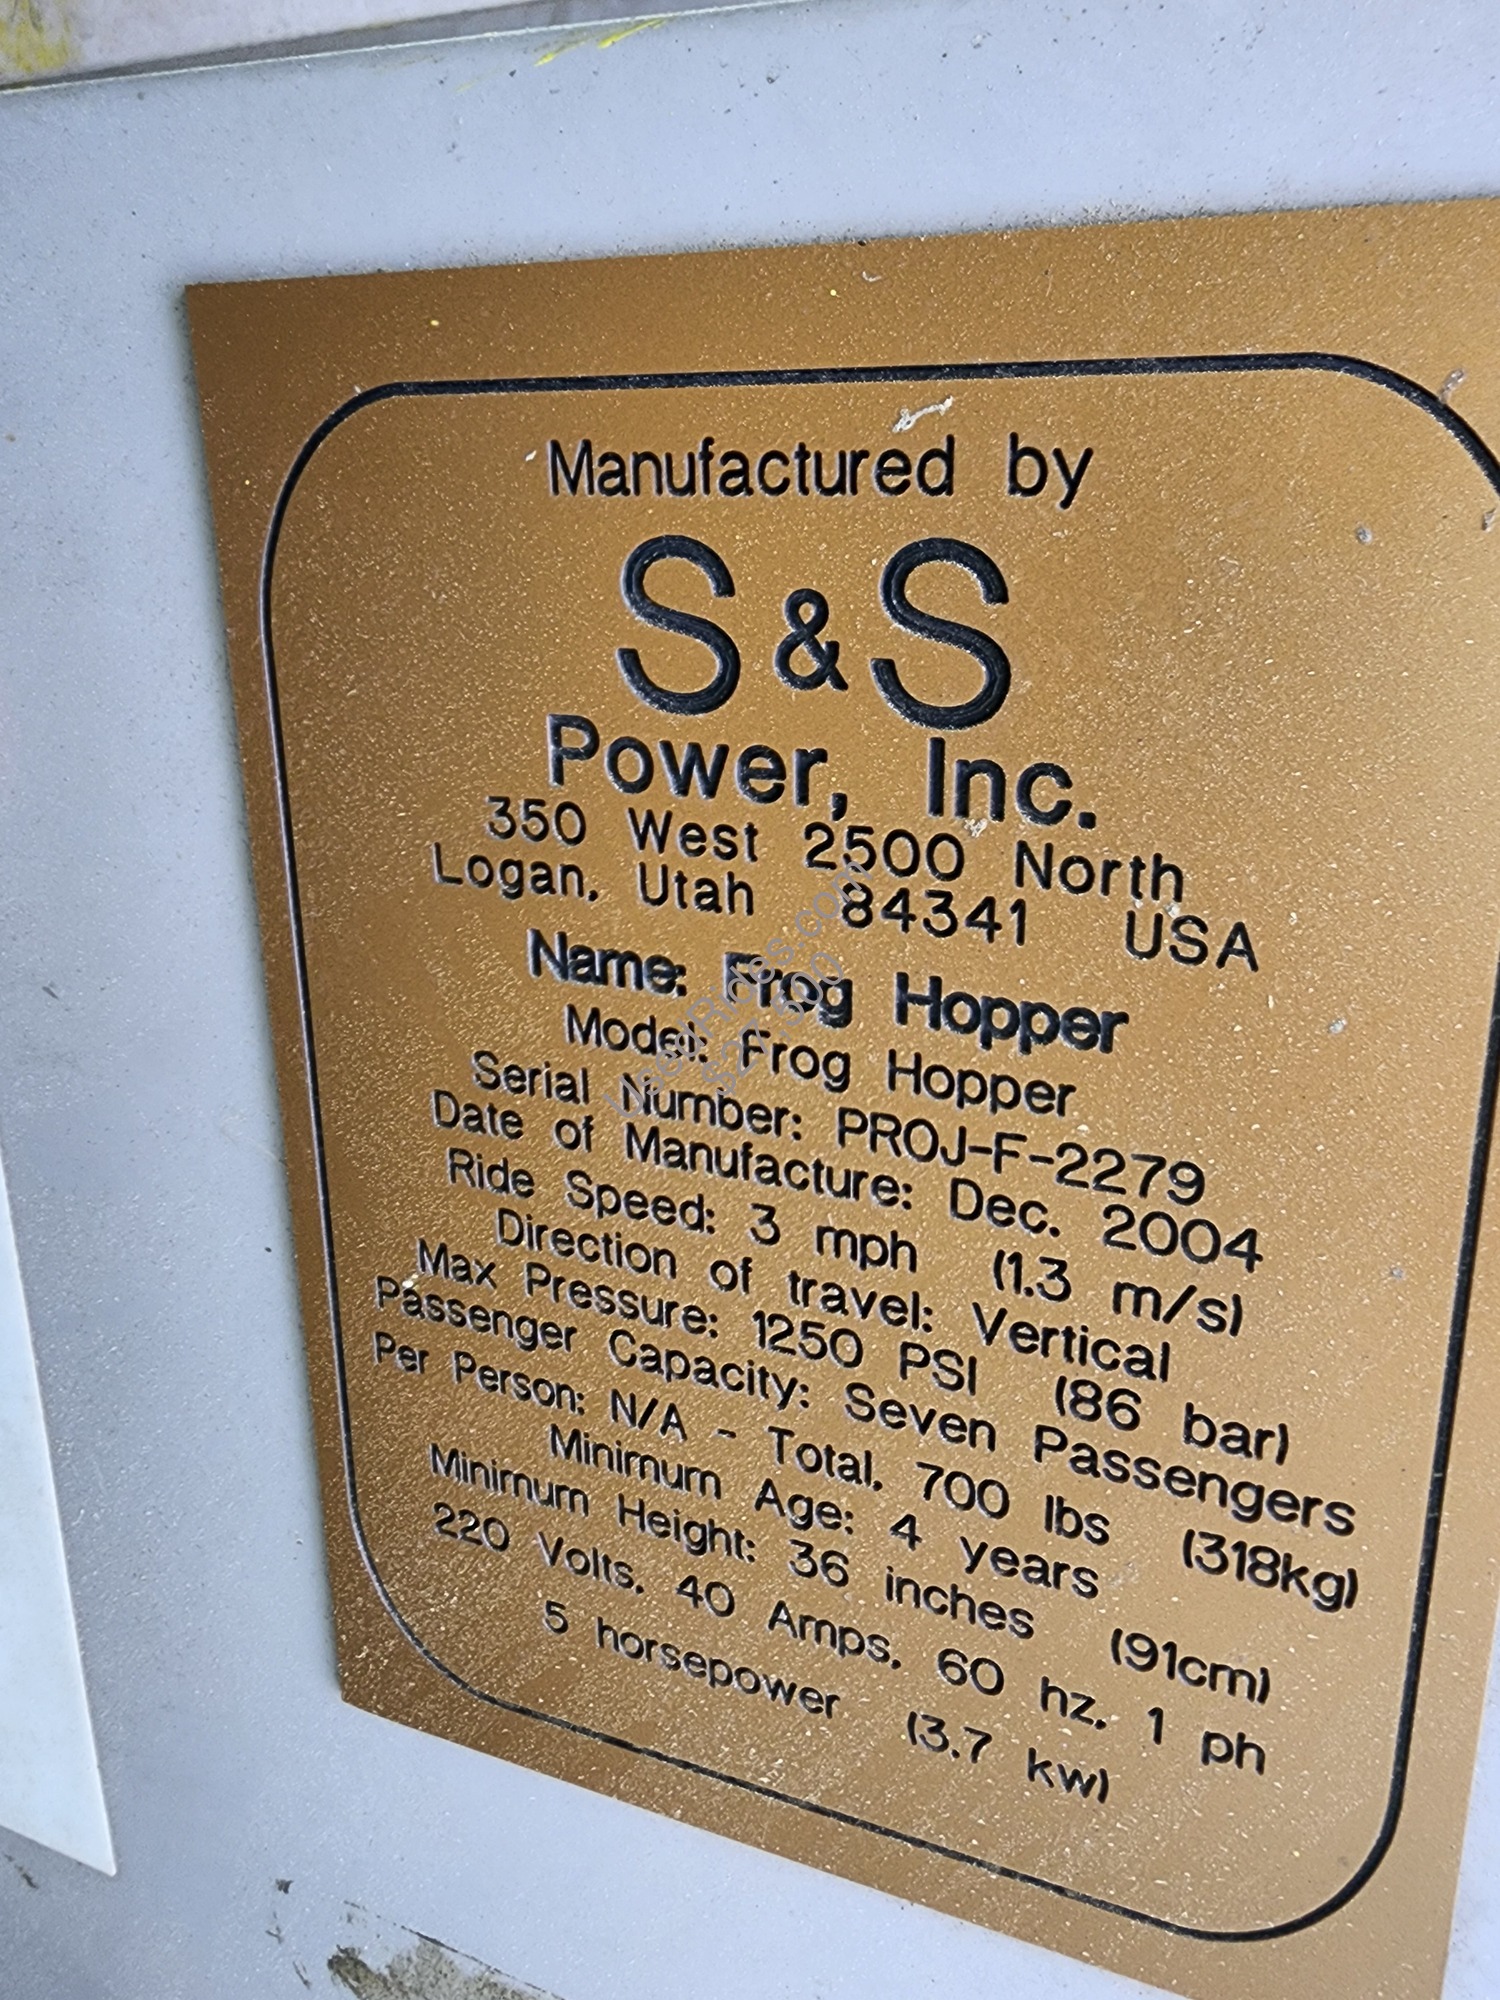 Manufactured by
S & S
Power, Inc.
350 West 2500 North
Logan, Utah 84341 USA
Name: Frog Hopper
Model: Frog Hopper
Serial Number: PROJ-F-2279
Date of Manufacture: Dec. 2004
Ride Speed: 3 mph (1.3 m/s)
Direction of travel: Vertical
Max Pressure: 1250 PSI (86 bar)
Passenger Capacity: Seven Passengers
Per Person: N/A - Total, 700 lbs (318kg)
Minimum Age: 4 years
Minimum Height: 36 inches (91cm)
220 Volts, 40 Amps, 60 hz, 1 ph
5 horsepower (3.7 kw)
UsedRides.com